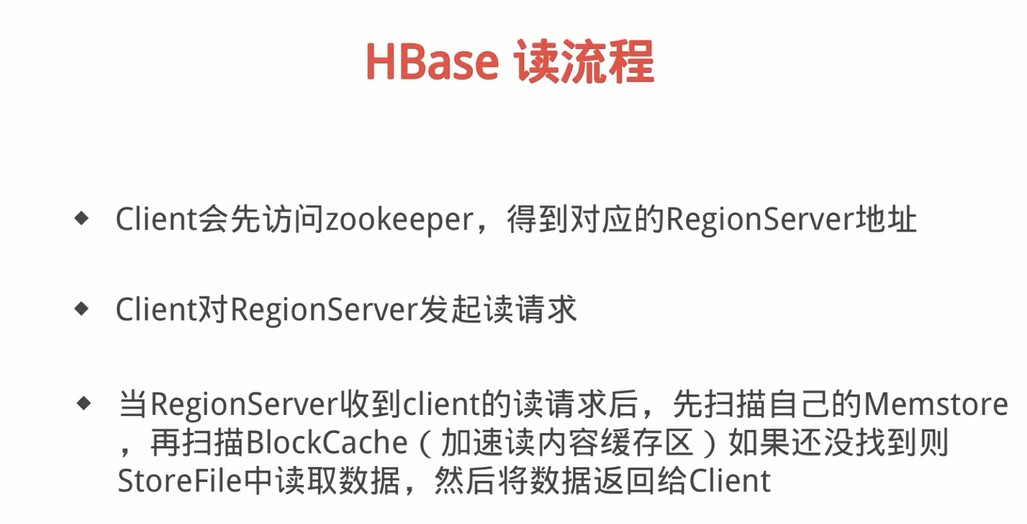 HBase 读流程
◆ Client会先访问zookeeper，得到对应的RegionServer地址
◆ Client对RegionServer发起读请求
◆ 当RegionServer收到client的读请求后，先扫描自己的Memstore
，再扫描BlockCache（加速读内容缓存区）如果还没找到则
StoreFile中读取数据，然后将数据返回给Client